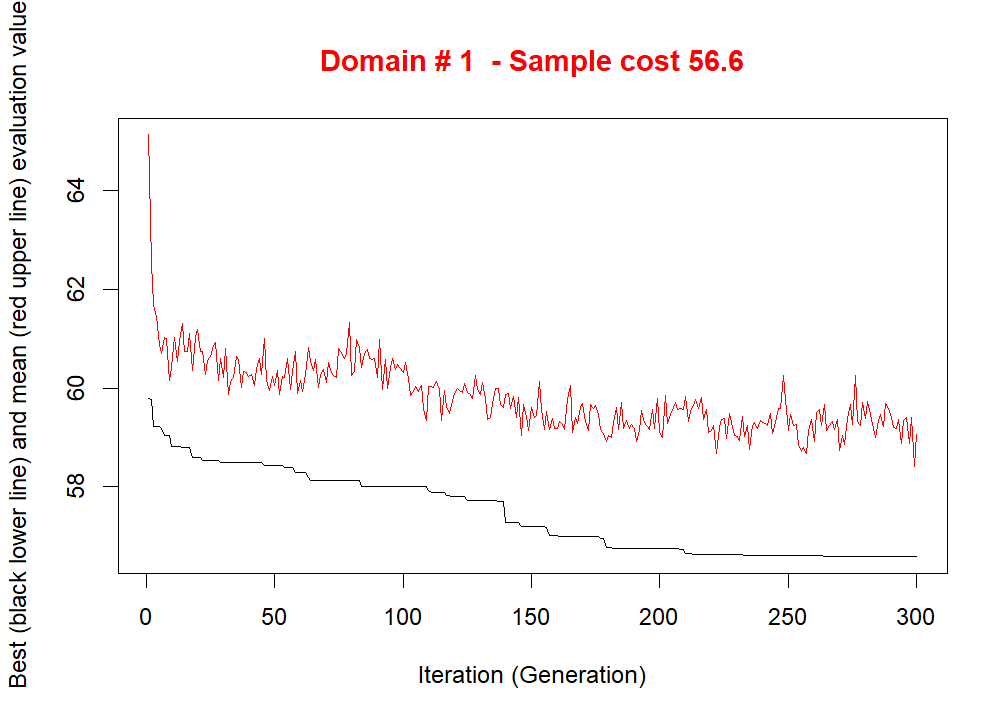 Domain # 1  - Sample cost 56.6
Best (black lower line) and mean (red upper line) evaluation value
64
62
60
58
0 50 100 150 200 250 300
Iteration (Generation)